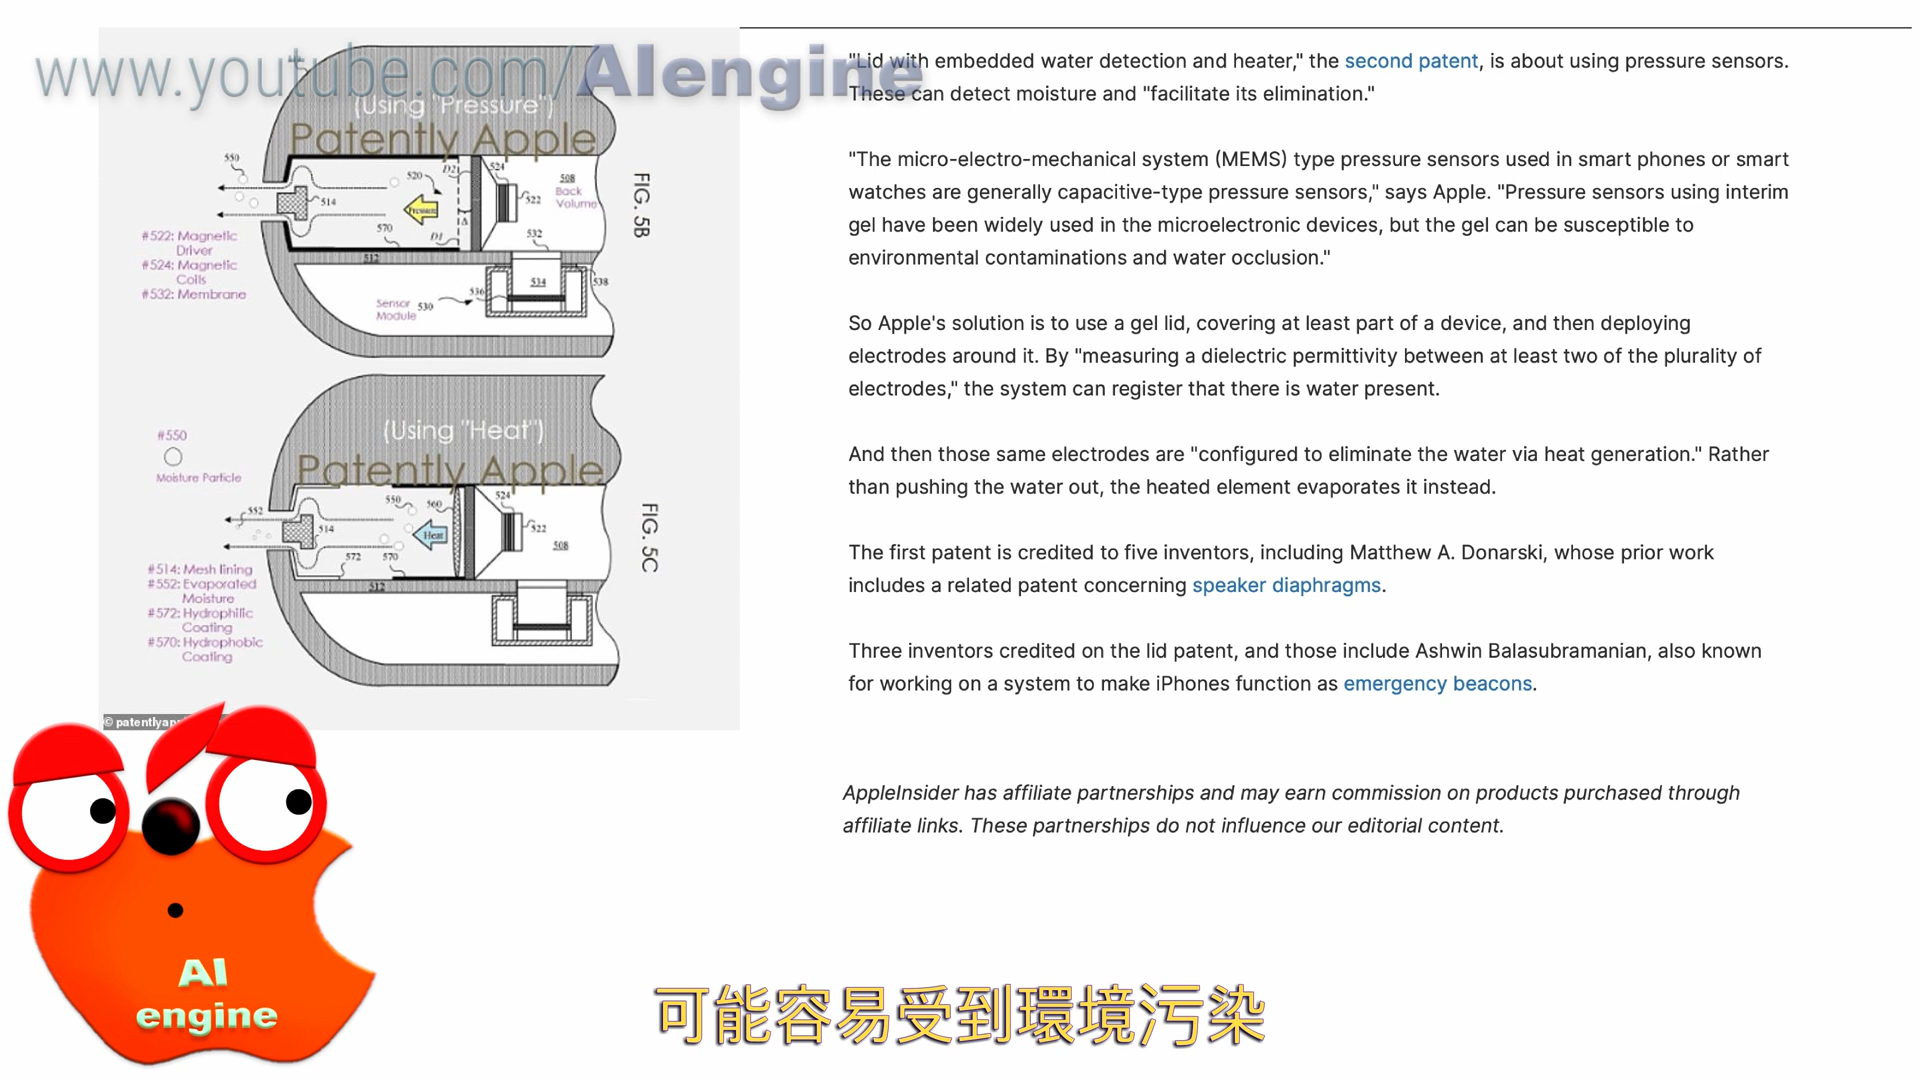 www.youtube.com/AIengine
(Using "Pressure")
Patently Apple
550
514
520
D2
524
508
Back
Volume
522
Pressure
570
D1
532
512
534
538
536
Sensor
Module
530
FIG. 5B
#522: Magnetic
Driver
#524: Magnetic
Coils
#532: Membrane
(Using "Heat")
Patently Apple
#550
Moisture Particle
552
514
550
560
524
522
Heat
508
572
570
512
FIG. 5C
#514: Mesh lining
#552: Evaporated
Moisture
#572: Hydrophilic
Coating
#570: Hydrophobic
Coating
"Lid with embedded water detection and heater," the second patent, is about using pressure sensors.
These can detect moisture and "facilitate its elimination."
"The micro-electro-mechanical system (MEMS) type pressure sensors used in smart phones or smart
watches are generally capacitive-type pressure sensors," says Apple. "Pressure sensors using interim
gel have been widely used in the microelectronic devices, but the gel can be susceptible to
environmental contaminations and water occlusion."
So Apple's solution is to use a gel lid, covering at least part of a device, and then deploying
electrodes around it. By "measuring a dielectric permittivity between at least two of the plurality of
electrodes," the system can register that there is water present.
And then those same electrodes are "configured to eliminate the water via heat generation." Rather
than pushing the water out, the heated element evaporates it instead.
The first patent is credited to five inventors, including Matthew A. Donarski, whose prior work
includes a related patent concerning speaker diaphragms.
Three inventors credited on the lid patent, and those include Ashwin Balasubramanian, also known
for working on a system to make iPhones function as emergency beacons.
AppleInsider has affiliate partnerships and may earn commission on products purchased through
affiliate links. These partnerships do not influence our editorial content.
AI
engine
可能容易受到環境污染